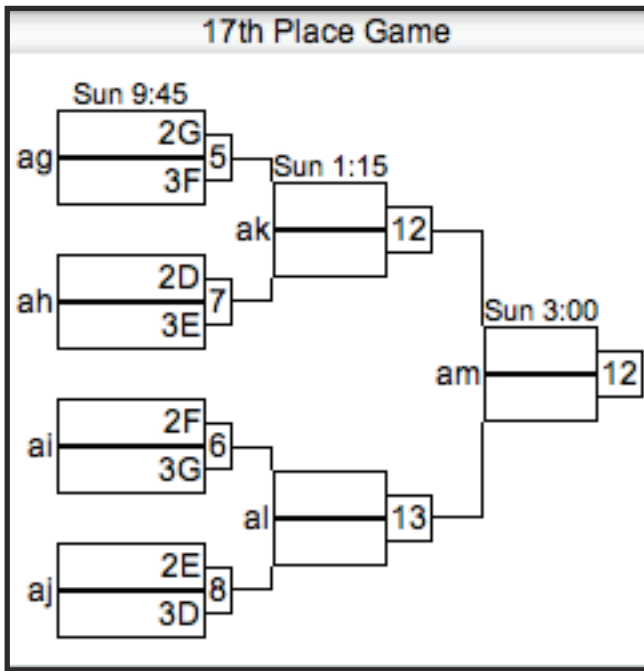 17th Place Game
Sun 9:45
2G
ag
5
3F
Sun 1:15
ak
12
2D
ah
7
3E
Sun 3:00
am
12
2F
ai
6
3G
al
13
2E
aj
8
3D